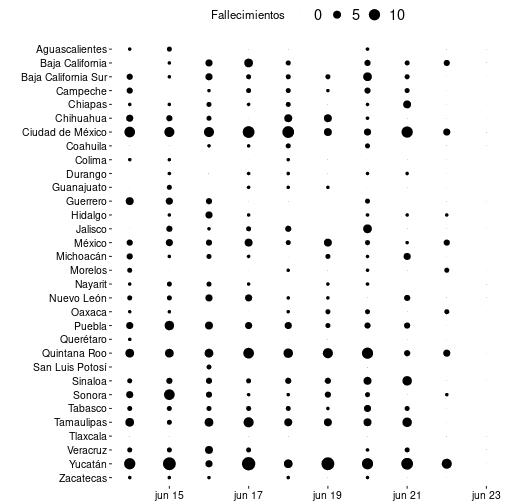 Fallecimientos 0 5 10
Aguascalientes
Baja California
Baja California Sur
Campeche
Chiapas
Chihuahua
Ciudad de México
Coahuila
Colima
Durango
Guanajuato
Guerrero
Hidalgo
Jalisco
México
Michoacán
Morelos
Nayarit
Nuevo León
Oaxaca
Puebla
Querétaro
Quintana Roo
San Luis Potosí
Sinaloa
Sonora
Tabasco
Tamaulipas
Tlaxcala
Veracruz
Yucatán
Zacatecas
jun 15 jun 17 jun 19 jun 21 jun 23